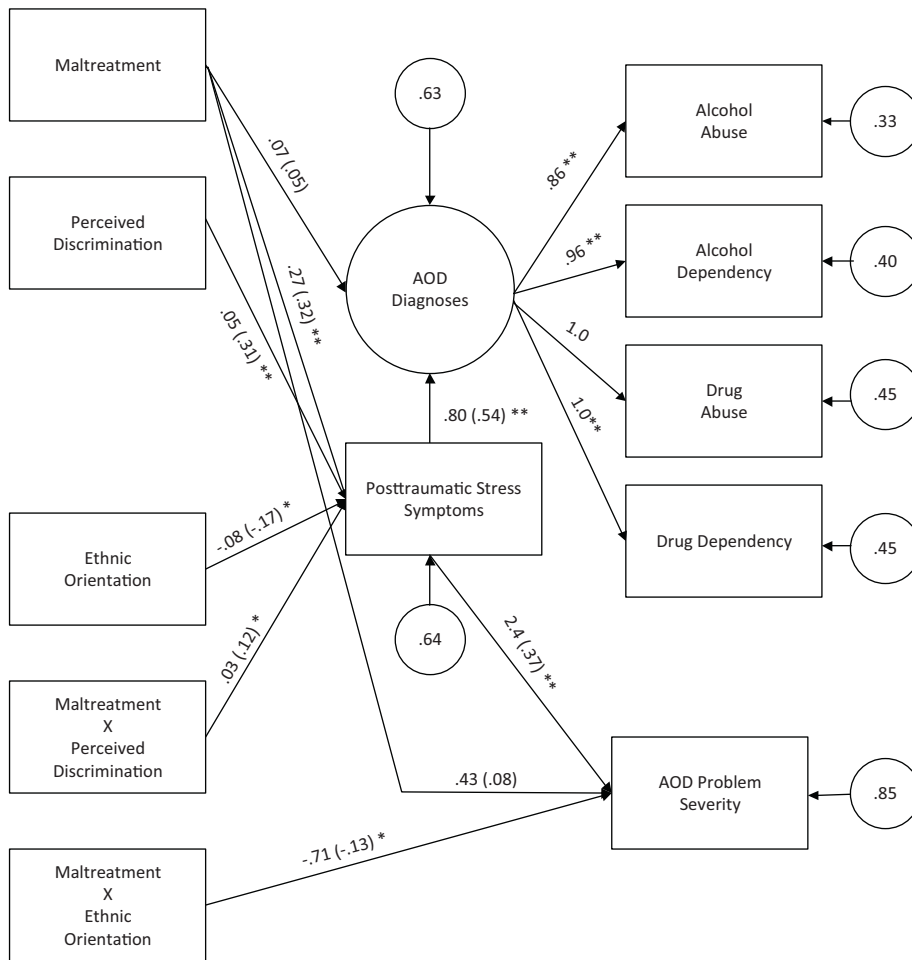 Maltreatment
.63
Alcohol
Abuse
.33
.07 (.05)
.86 **
Perceived
Discrimination
.27 (.32) **
.05 (.31) **
AOD
Diagnoses
.96 **
Alcohol
Dependency
.40
1.0
1.0**
Drug
Abuse
.45
.80 (.54) **
Posttraumatic Stress
Symptoms
Drug Dependency
.45
Ethnic
Orientation
-.08 (-.17) *
.03 (.12) *
.64
2.4 (.37) **
Maltreatment
X
Perceived
Discrimination
.43 (.08)
AOD Problem
Severity
.85
-.71 (-.13) *
Maltreatment
X
Ethnic
Orientation